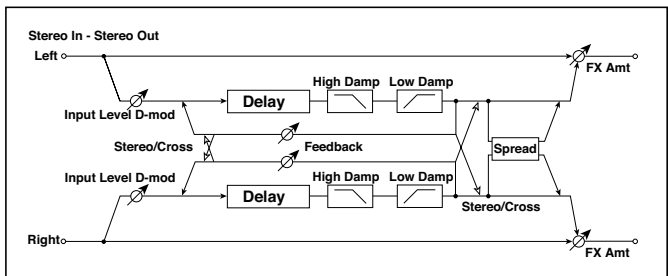 Stereo In - Stereo Out
Left
FX Amt
High Damp Low Damp
Delay
Input Level D-mod
Stereo/Cross
Feedback
Spread
Input Level D-mod
High Damp Low Damp
Delay
Stereo/Cross
Right
FX Amt